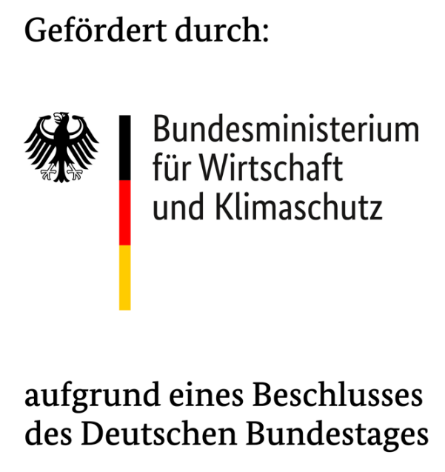 Gefördert durch:
Bundesministerium
für Wirtschaft
und Klimaschutz
aufgrund eines Beschlusses
des Deutschen Bundestages